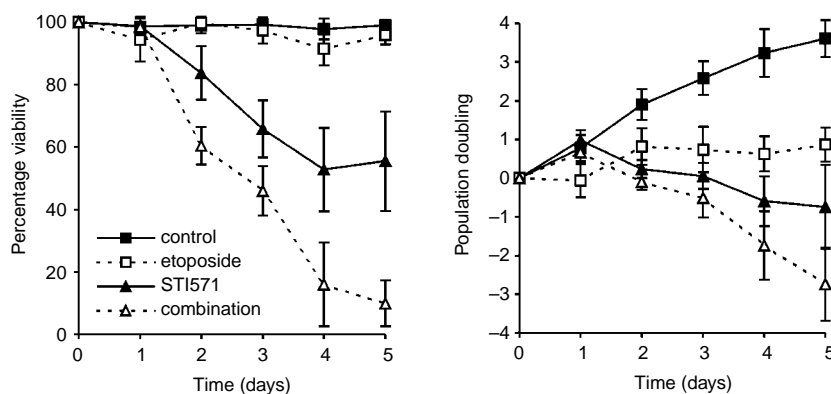 Percentage viability
100
80
60
40
20
0
control
etoposide
STI571
combination
0 1 2 3 4 5
Time (days)
Population doubling
5
4
3
2
1
0
–1
–2
–3
–4
0 1 2 3 4 5
Time (days)